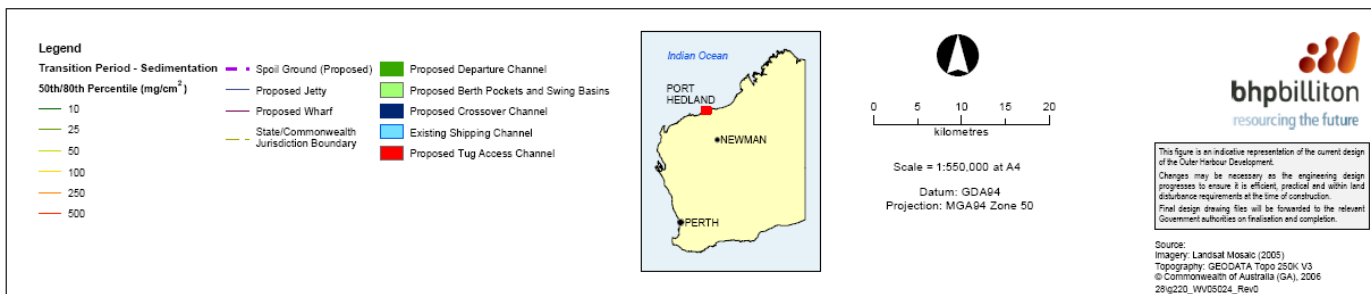 Legend
Transition Period - Sedimentation
50th/80th Percentile (mg/cm²)
10
25
50
100
250
500
Spoil Ground (Proposed)
Proposed Jetty
Proposed Wharf
State/Commonwealth
Jurisdiction Boundary
Proposed Departure Channel
Proposed Berth Pockets and Swing Basins
Proposed Crossover Channel
Existing Shipping Channel
Proposed Tug Access Channel
Indian Ocean
PORT
HEDLAND
NEWMAN
PERTH
0 5 10 15 20
kilometres
Scale = 1:550,000 at A4
Datum: GDA94
Projection: MGA94 Zone 50
bhpbilliton
resourcing the future
This figure is an indicative representation of the current design
of the Outer Harbour Development.
Changes may be necessary as the engineering design
progresses to ensure it is efficient, practical and within land
disturbance requirements at the time of construction.
Final design drawing files will be forwarded to the relevant
Government authorities on finalisation and completion.
Source:
Imagery: Landsat Mosaic (2005)
Topography: GEODATA Topo 250K V3
© Commonwealth of Australia (GA), 2006
28\g220_WV05024_Rev0